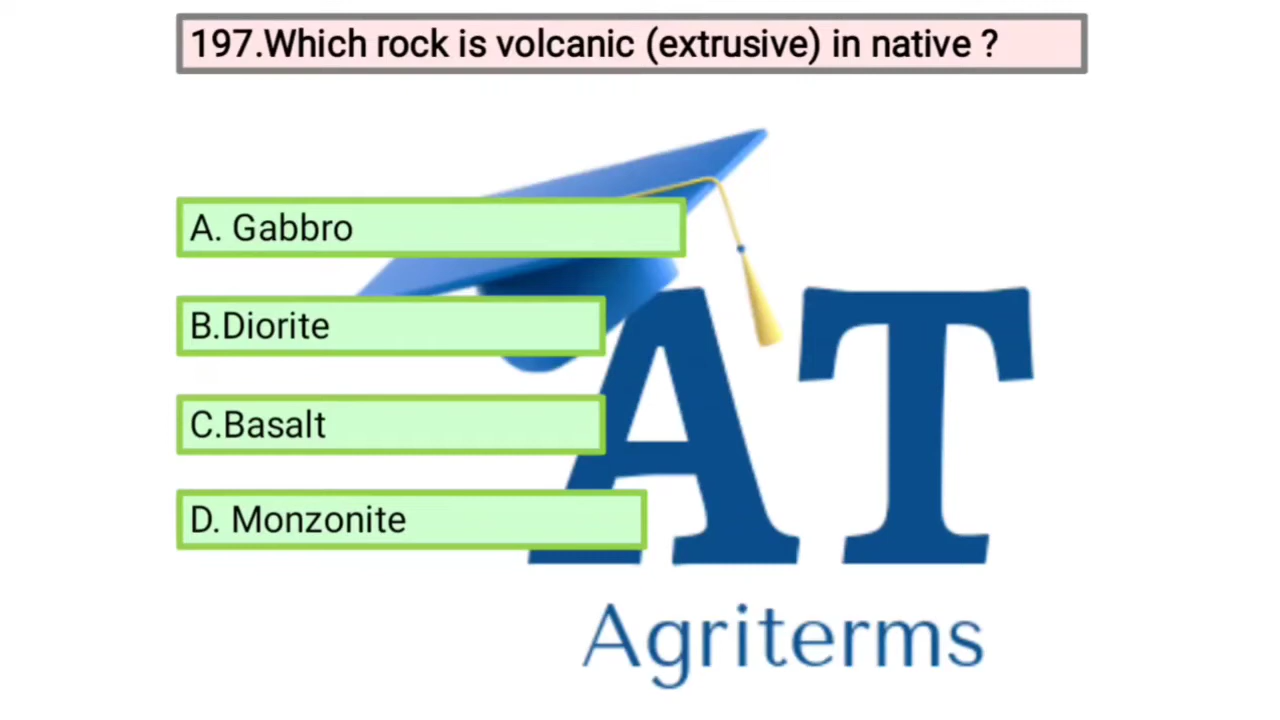 197.Which rock is volcanic (extrusive) in native ?
A. Gabbro
B.Diorite
C.Basalt
D. Monzonite
AT
Agriterms